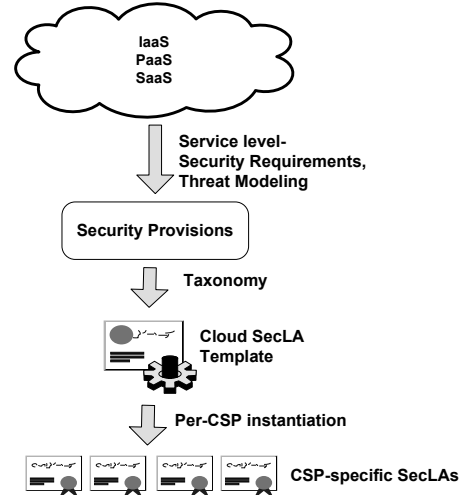 IaaS
PaaS
SaaS
Service level-
Security Requirements,
Threat Modeling
Security Provisions
Taxonomy
Cloud SecLA
Template
Per-CSP instantiation
CSP-specific SecLAs